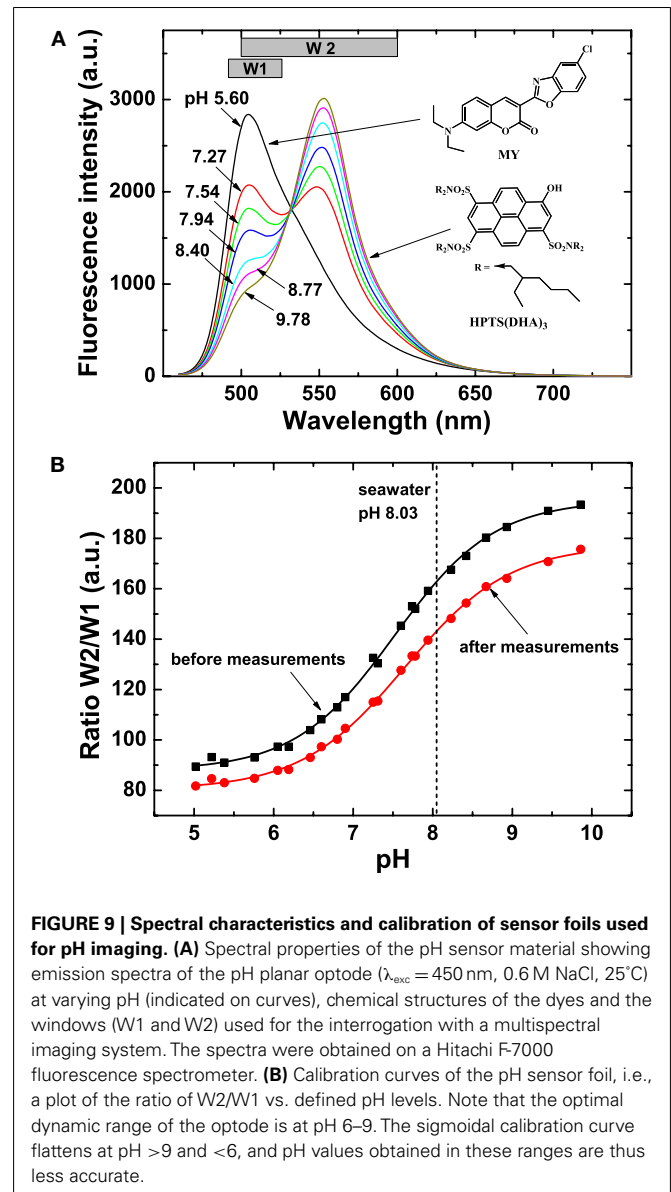 A
W 2
W1
pH 5.60
7.27
7.54
7.94
8.40
8.77
9.78
Cl
N
O
N
O
O
MY
R₂NO₂S
OH
R₂NO₂S
SO₂NR₂
R =
HPTS(DHA)₃
Fluorescence intensity (a.u.)
3000
2000
1000
0
500
550
600
650
700
Wavelength (nm)
B
seawater
pH 8.03
before measurements
after measurements
Ratio W2/W1 (a.u.)
200
180
160
140
120
100
80
5
6
7
8
9
10
pH
FIGURE 9 | Spectral characteristics and calibration of sensor foils used
for pH imaging. (A) Spectral properties of the pH sensor material showing
emission spectra of the pH planar optode (λexc = 450 nm, 0.6 M NaCl, 25˚C)
at varying pH (indicated on curves), chemical structures of the dyes and the
windows (W1 and W2) used for the interrogation with a multispectral
imaging system. The spectra were obtained on a Hitachi F-7000
fluorescence spectrometer. (B) Calibration curves of the pH sensor foil, i.e.,
a plot of the ratio of W2/W1 vs. defined pH levels. Note that the optimal
dynamic range of the optode is at pH 6–9. The sigmoidal calibration curve
flattens at pH >9 and <6, and pH values obtained in these ranges are thus
less accurate.